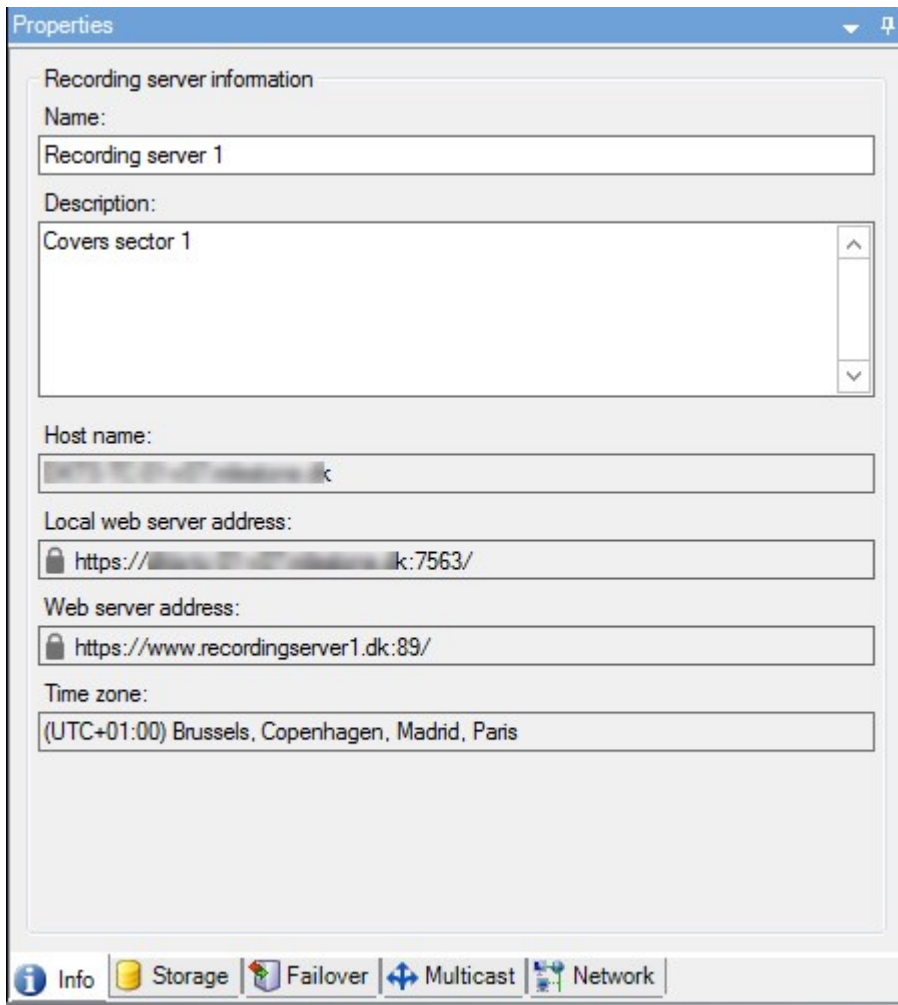 Properties
Recording server information
Name:
Recording server 1
Description:
Covers sector 1
Host name:
Local web server address:
https:// k:7563/
Web server address:
https://www.recordingserver1.dk:89/
Time zone:
(UTC+01:00) Brussels, Copenhagen, Madrid, Paris
Info Storage Failover Multicast Network